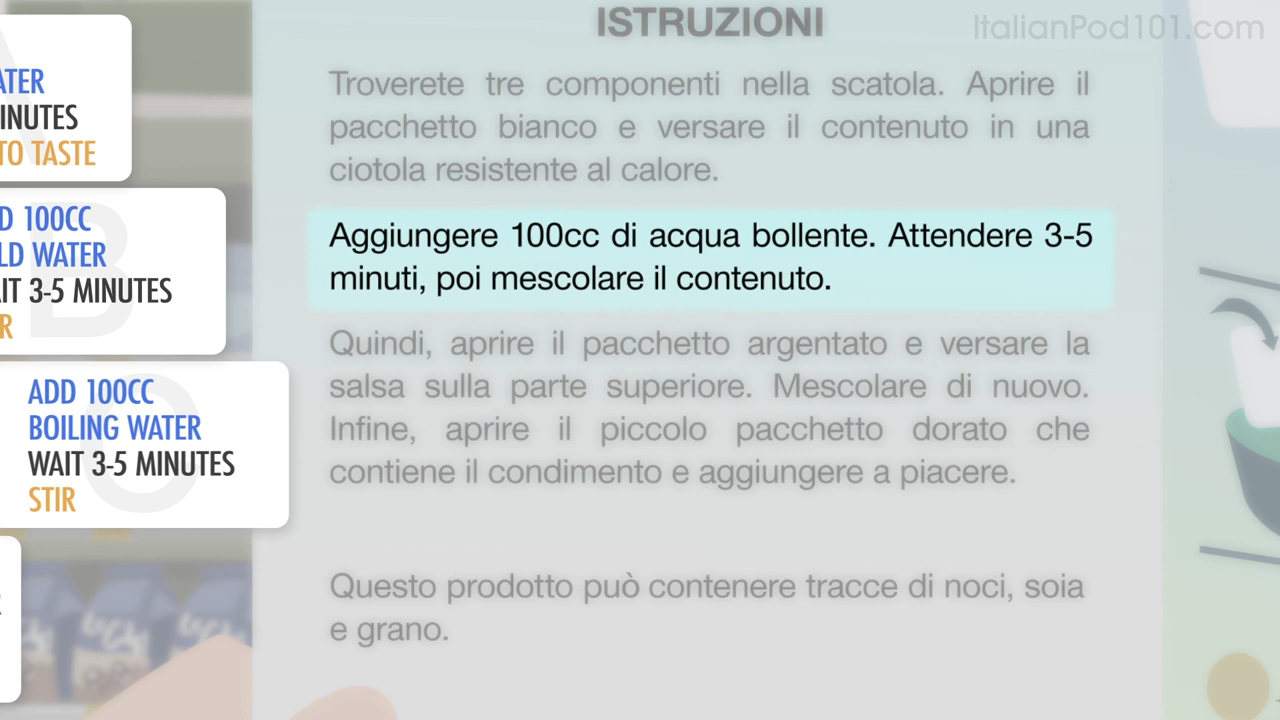 ISTRUZIONI
ItalianPod101.com
Troverete tre componenti nella scatola. Aprire il
pacchetto bianco e versare il contenuto in una
ciotola resistente al calore.
Aggiungere 100cc di acqua bollente. Attendere 3-5
minuti, poi mescolare il contenuto.
Quindi, aprire il pacchetto argentato e versare la
salsa sulla parte superiore. Mescolare di nuovo.
Infine, aprire il piccolo pacchetto dorato che
contiene il condimento e aggiungere a piacere.
Questo prodotto può contenere tracce di noci, soia
e grano.
ATER
INUTES
TO TASTE
B
D 100CC
LD WATER
IT 3-5 MINUTES
R
C
ADD 100CC
BOILING WATER
WAIT 3-5 MINUTES
STIR